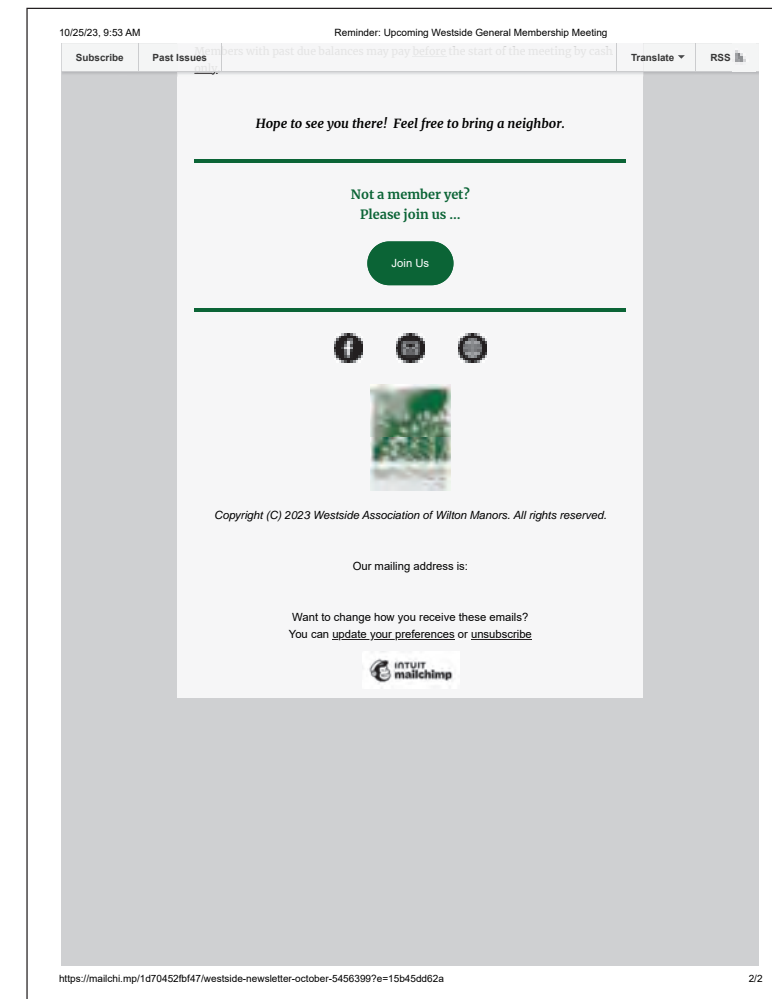 10/25/23, 9:53 AM Reminder: Upcoming Westside General Membership Meeting
Members with past due balances may pay before the start of the meeting by cash
only.
Subscribe Past Issues Translate RSS
Hope to see you there! Feel free to bring a neighbor.
Not a member yet?
Please join us ...
Join Us
Copyright (C) 2023 Westside Association of Wilton Manors. All rights reserved.
Our mailing address is:
Want to change how you receive these emails?
You can update your preferences or unsubscribe
INTUIT
mailchimp
https://mailchi.mp/1d70452fbf47/westside-newsletter-october-5456399?e=15b45dd62a 2/2